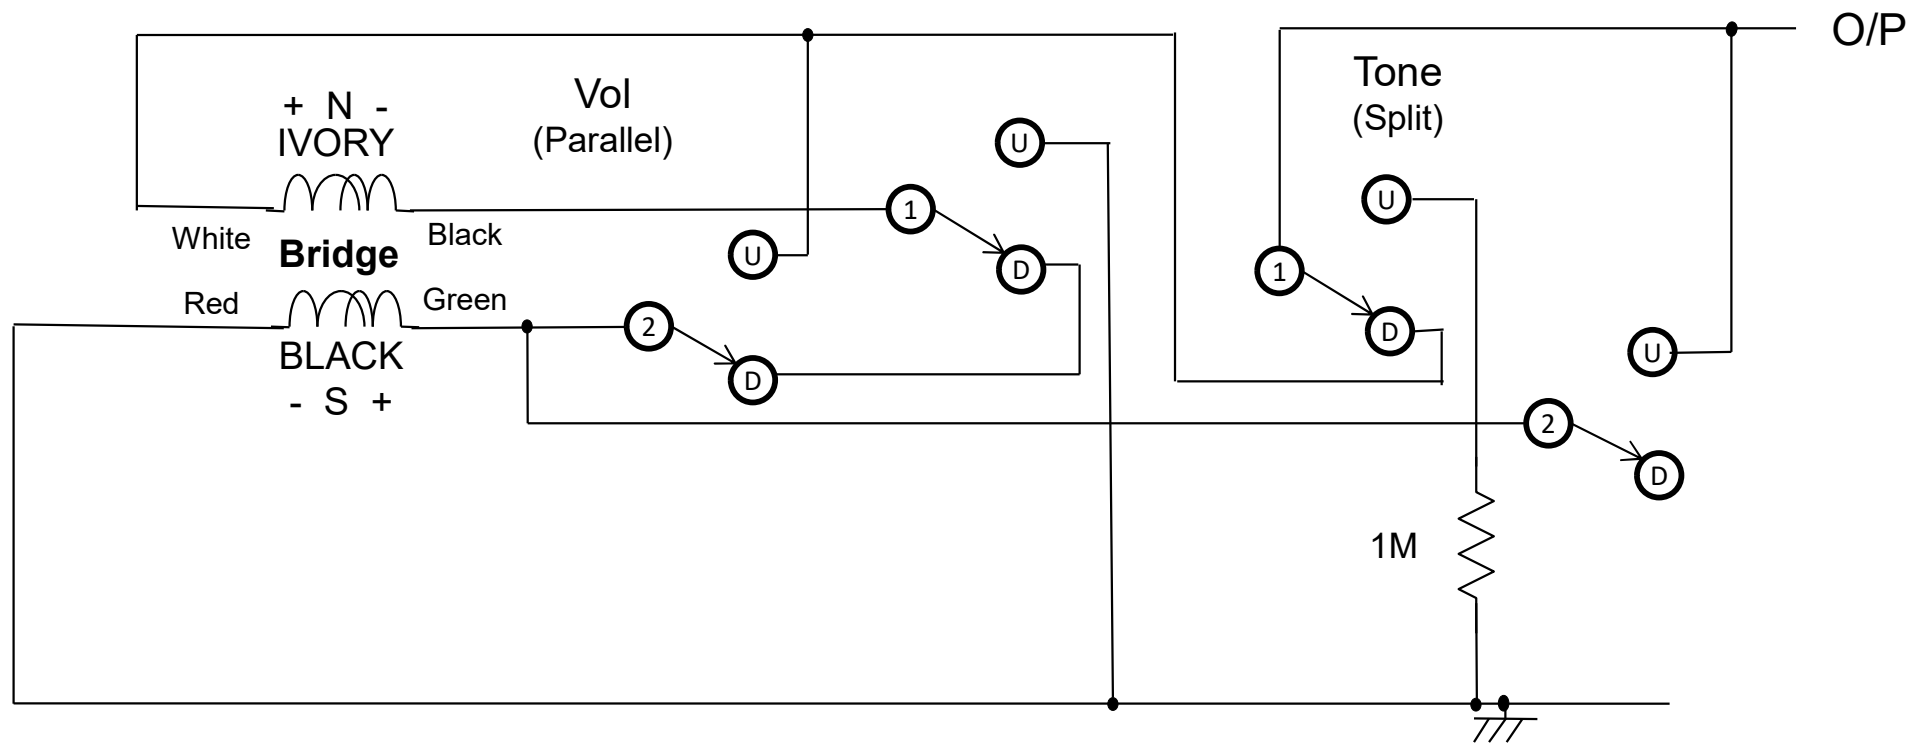 O/P
Tone
(Split)
Vol
(Parallel)
+ N -
IVORY
White
Black
Bridge
Red
Green
BLACK
- S +
U
1
D
U
2
D
U
1
D
U
2
D
1M